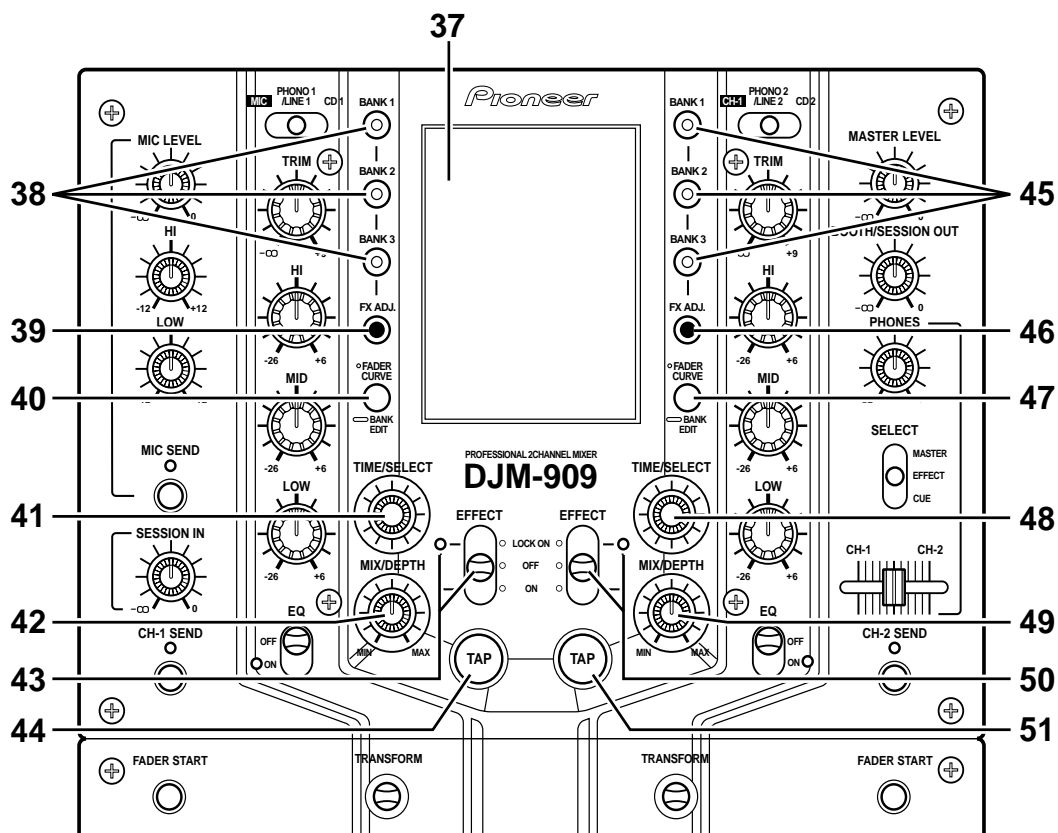 37
Pioneer
MIC
PHONO 1
/LINE 1
CD 1
BANK 1
BANK 1
CH-1
PHONO 2
/LINE 2
CD 2
MIC LEVEL
TRIM
BANK 2
BANK 2
TRIM
MASTER LEVEL
38
45
-∞ 0
-∞ 0
HI
BANK 3
BANK 3
BOOTH/SESSION OUT
-∞ +9
-∞ +9
HI
HI
-12 +12
FX ADJ.
FX ADJ.
-∞ 0
LOW
PHONES
39
46
-26 +6
-26 +6
FADER
CURVE
FADER
CURVE
MID
MID
40
47
BANK
EDIT
BANK
EDIT
SELECT
MIC SEND
-26 +6
-26 +6
MASTER
EFFECT
CUE
PROFESSIONAL 2CHANNEL MIXER
DJM-909
TIME/SELECT
TIME/SELECT
LOW
LOW
41
48
EFFECT
EFFECT
SESSION IN
LOCK ON
OFF
ON
CH-1 CH-2
-26 +6
-26 +6
MIX/DEPTH
MIX/DEPTH
-∞ 0
42
49
EQ
EQ
CH-1 SEND
CH-2 SEND
OFF
ON
OFF
ON
MIN MAX
MIN MAX
TAP
TAP
43
50
44
51
FADER START
TRANSFORM
TRANSFORM
FADER START